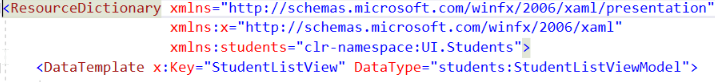 <ResourceDictionary xmlns="http://schemas.microsoft.com/winfx/2006/xaml/presentation"
xmlns:x="http://schemas.microsoft.com/winfx/2006/xaml"
xmlns:students="clr-namespace:UI.Students">
<DataTemplate x:Key="StudentListView" DataType="students:StudentListViewModel">